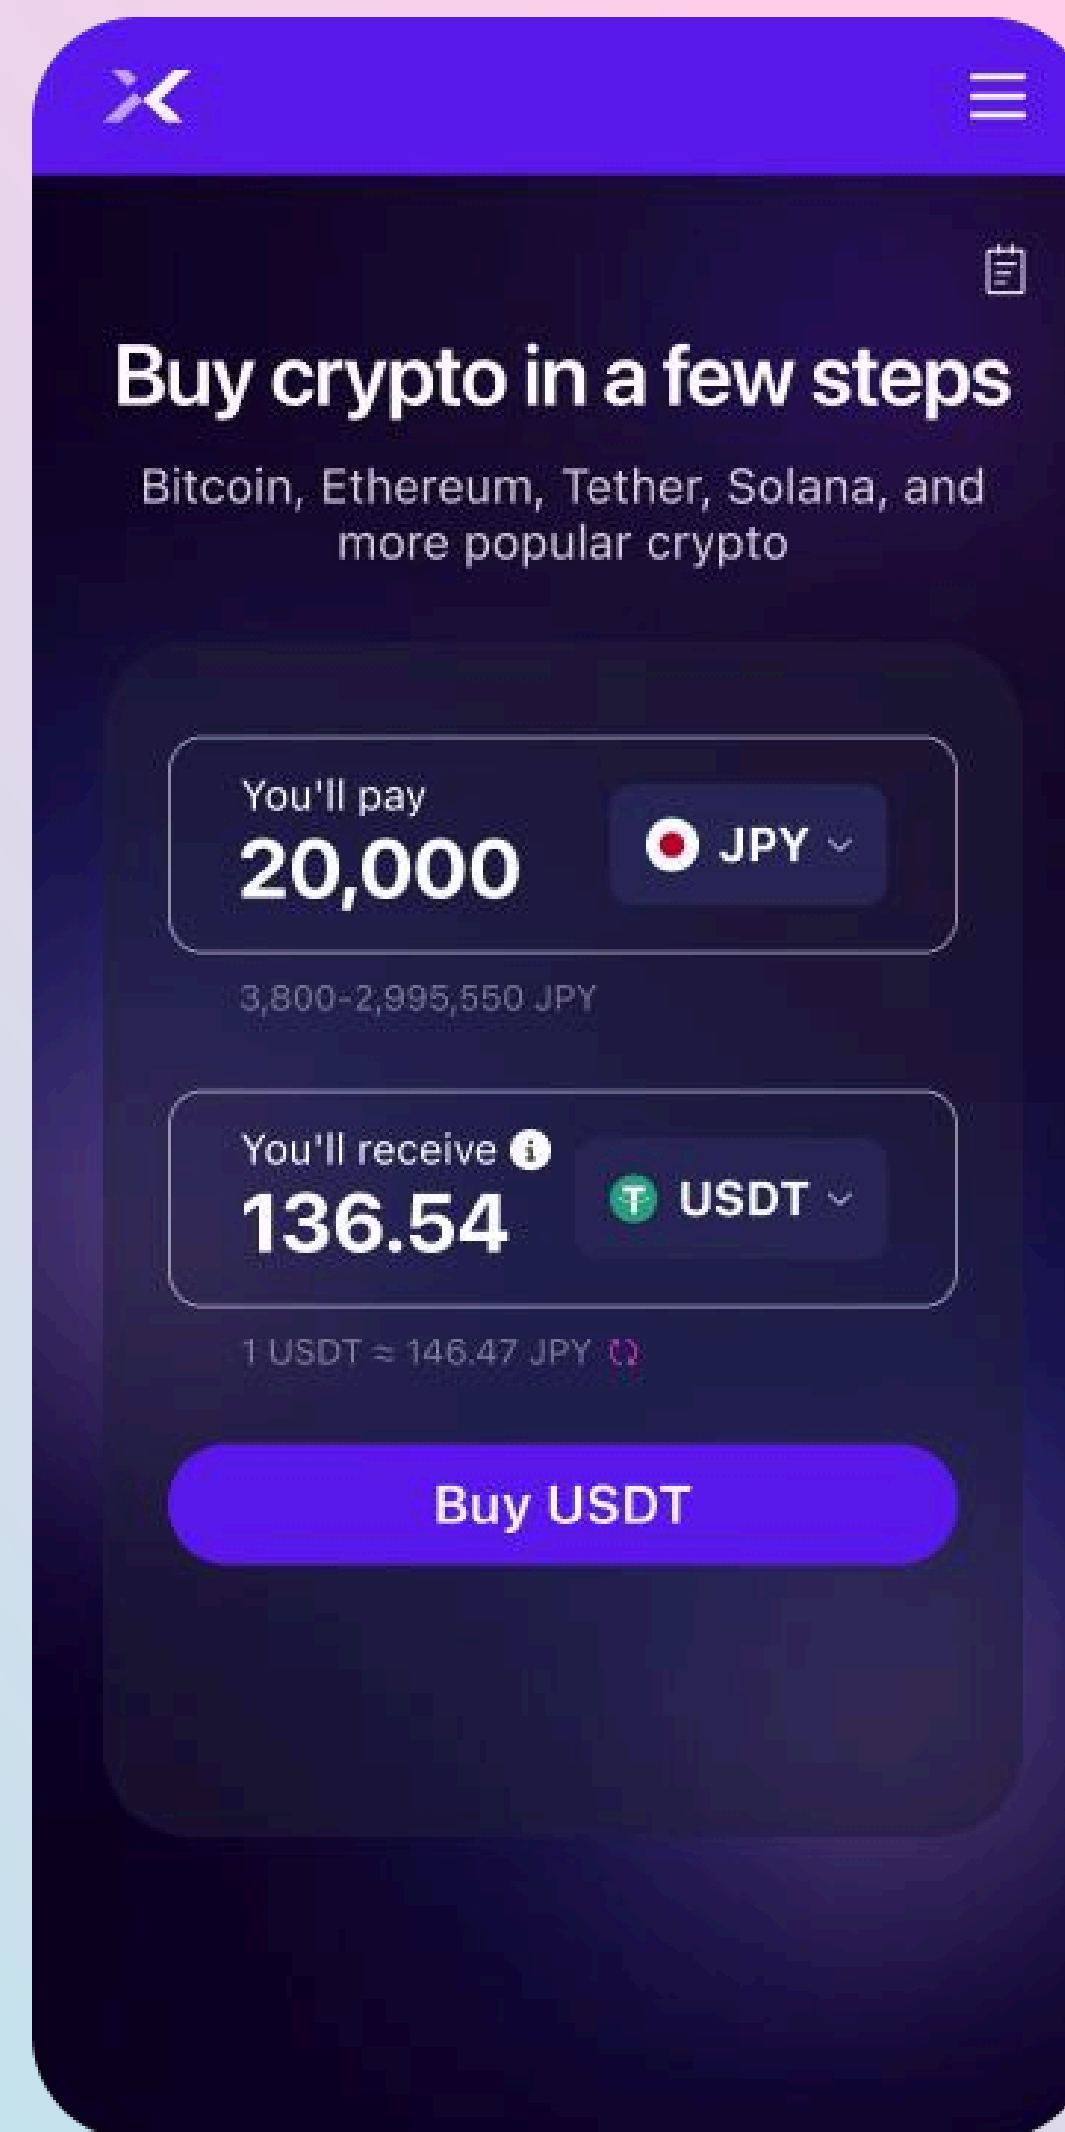 Buy crypto in a few steps
Bitcoin, Ethereum, Tether, Solana, and
more popular crypto
You'll pay
20,000
JPY
3,800-2,995,550 JPY
You'll receive
136.54
USDT
1 USDT ≈ 146.47 JPY
Buy USDT